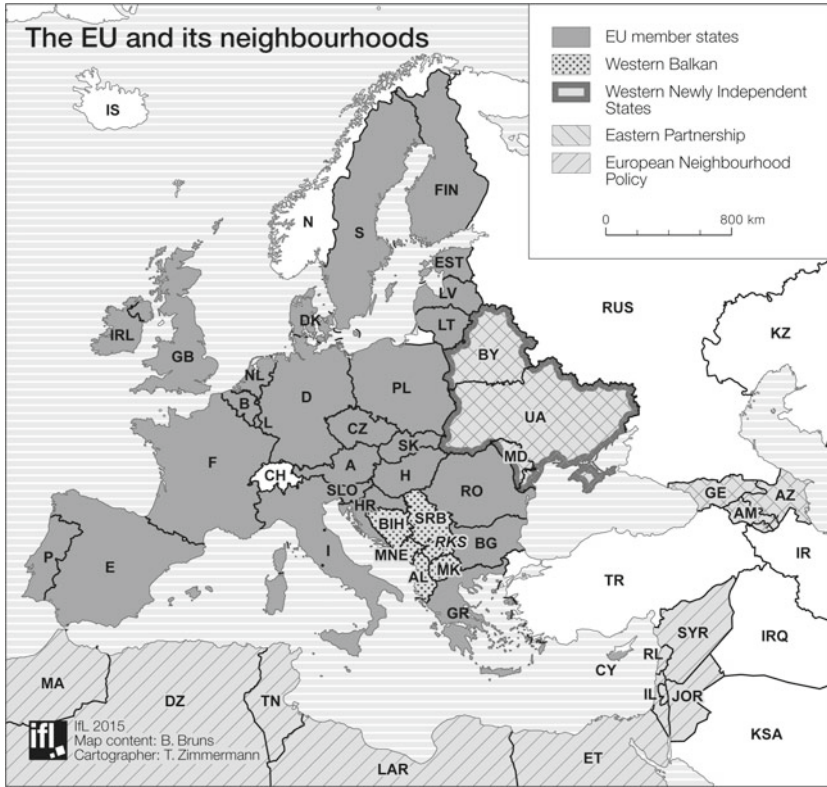 The EU and its neighbourhoods
EU member states
Western Balkan
Western Newly Independent
States
Eastern Partnership
European Neighbourhood
Policy
0 800 km
IS
FIN
N
S
EST
RUS
LV
DK
LT
KZ
IRL
GB
BY
NL
PL
B
D
L
UA
CZ
SK
MD
F
A
CH
H
SLO
RO
GE
AZ
HR
AM
BIH
SRB
I
RKS
BG
IR
MNE
P
E
MK
AL
TR
GR
SYR
CY
RL
IRQ
MA
IL
JOR
DZ
TN
KSA
ifl
IfL 2015
Map content: B. Bruns
Cartographer: T. Zimmermann
LAR
ET